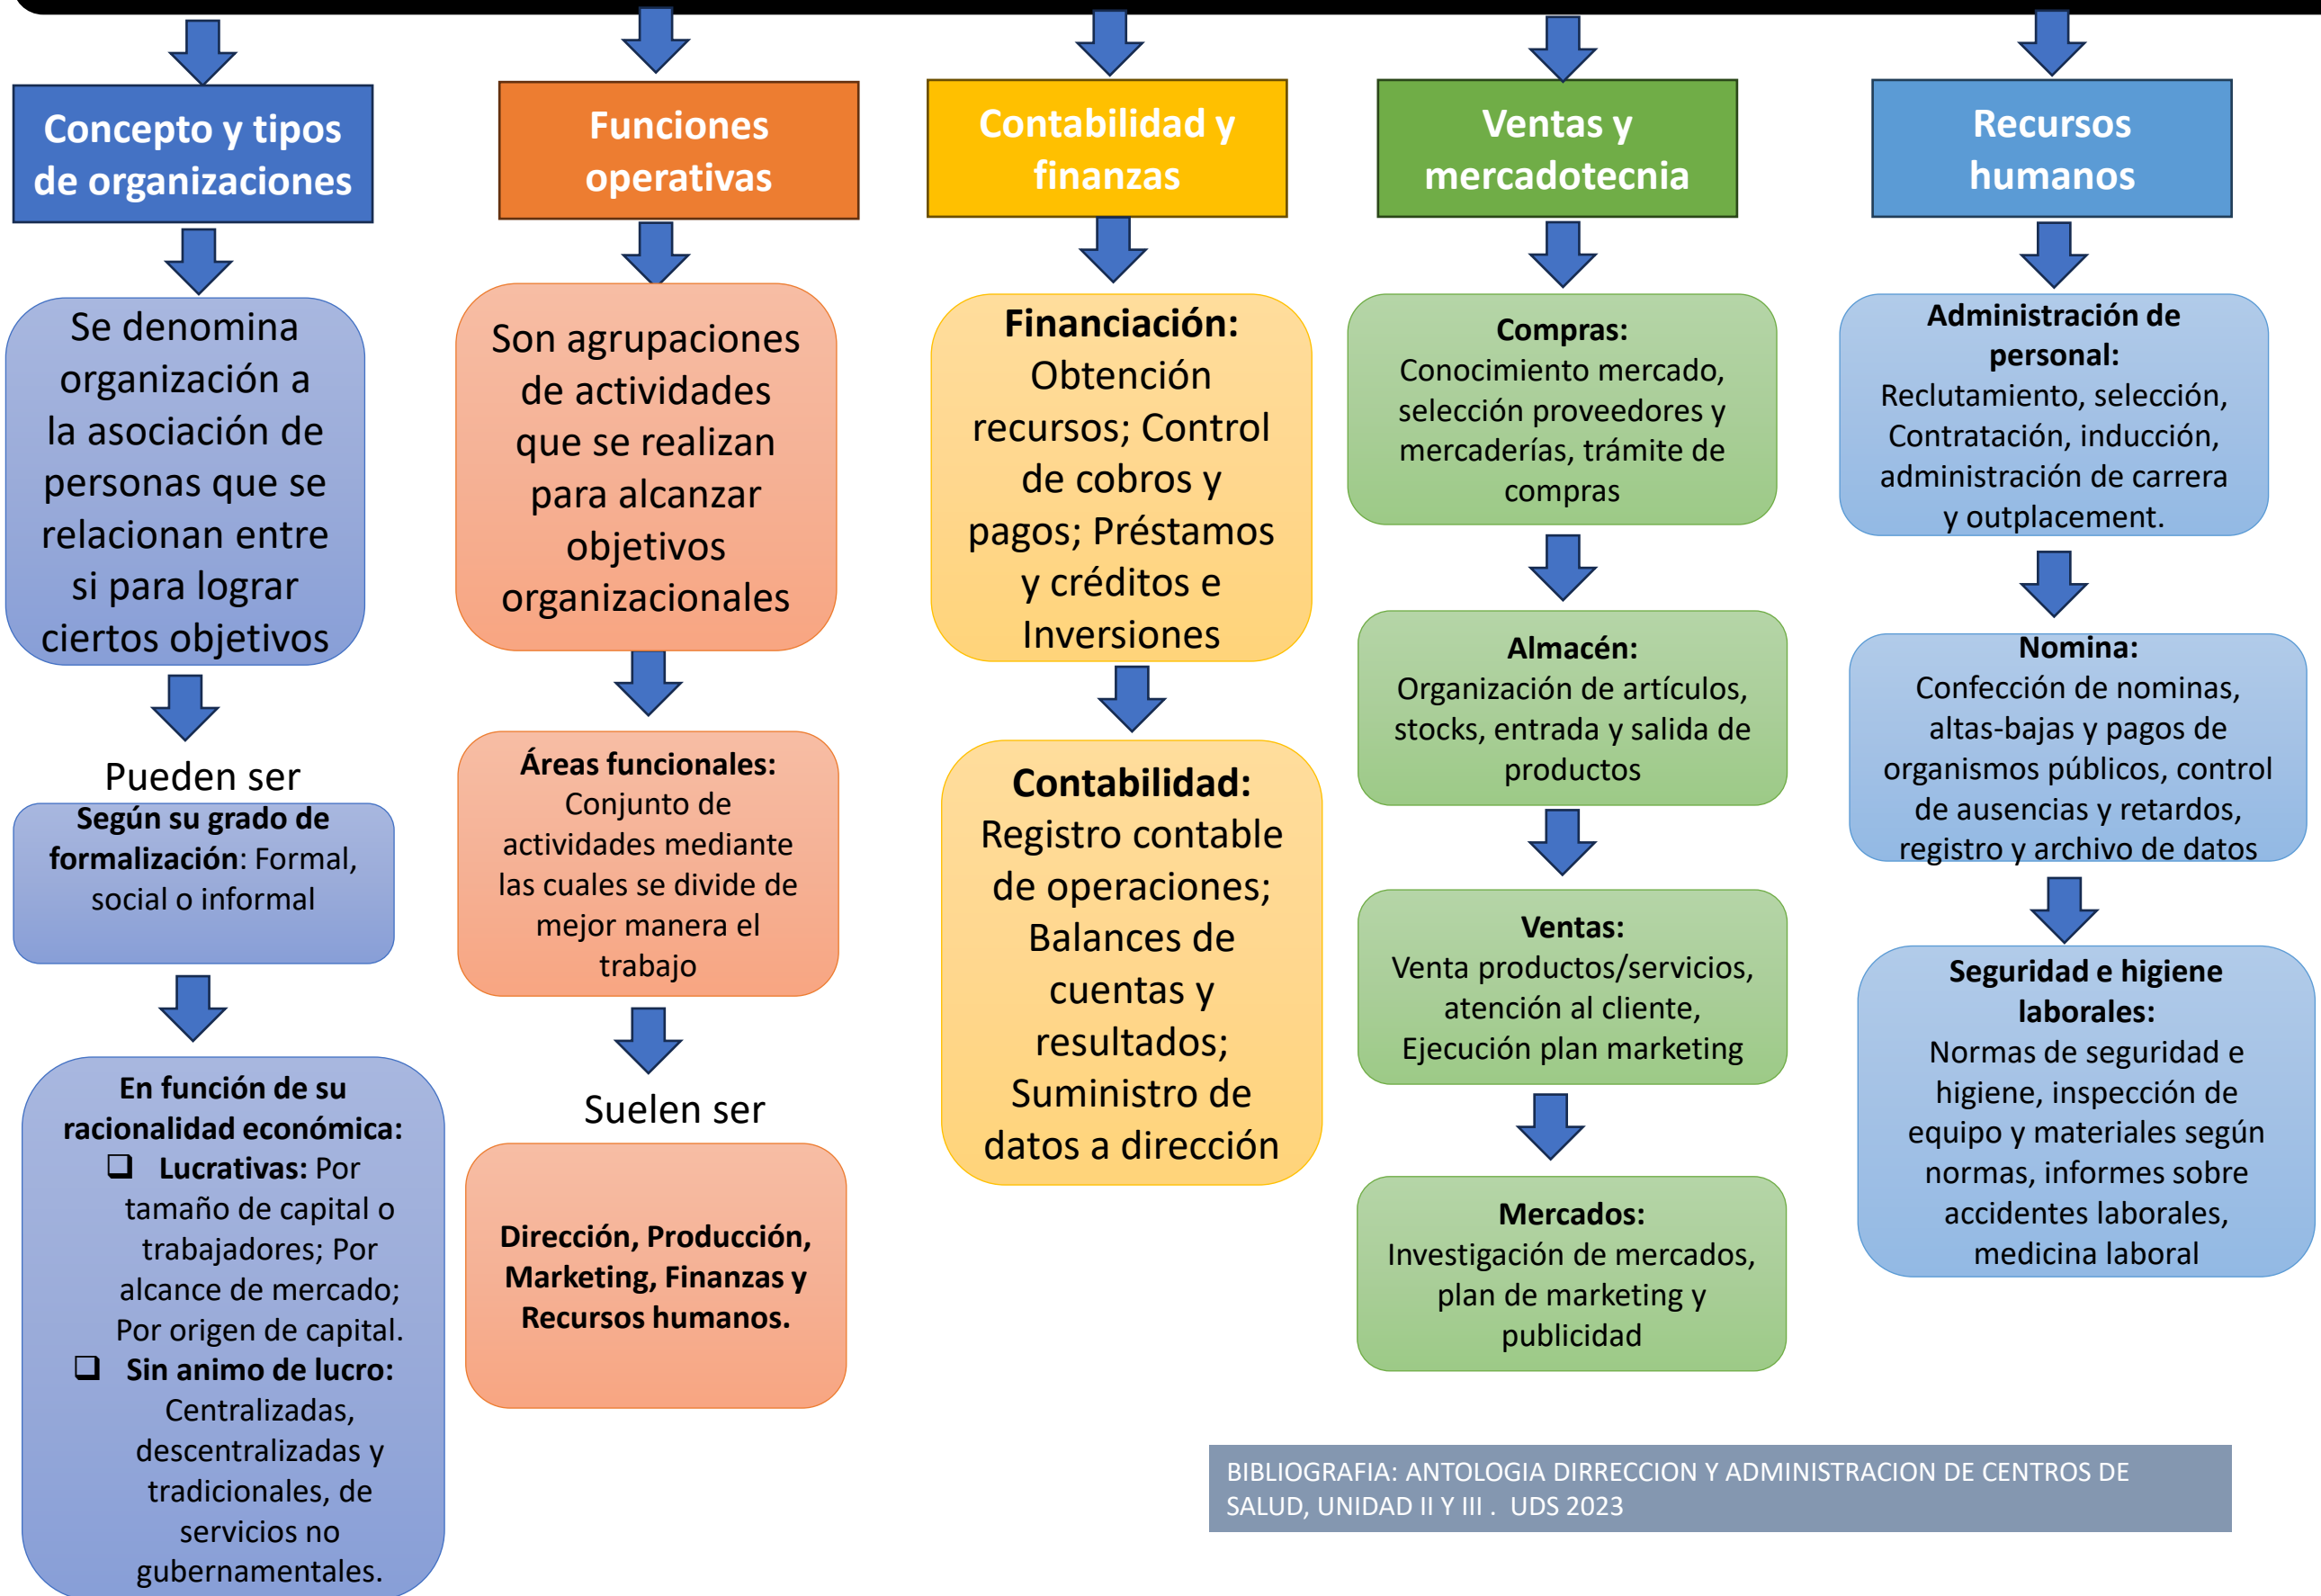 Concepto y tipos
de organizaciones
Se denomina
organización a
la asociación de
personas que se
relacionan entre
si para lograr
ciertos objetivos
Pueden ser
Según su grado de
formalización: Formal,
social o informal
En función de su
racionalidad económica:
❑ Lucrativas: Por
tamaño de capital o
trabajadores; Por
alcance de mercado;
Por origen de capital.
❑ Sin animo de lucro:
Centralizadas,
descentralizadas y
tradicionales, de
servicios no
gubernamentales.
Funciones
operativas
Son agrupaciones
de actividades
que se realizan
para alcanzar
objetivos
organizacionales
Áreas funcionales:
Conjunto de
actividades mediante
las cuales se divide de
mejor manera el
trabajo
Suelen ser
Dirección, Producción,
Marketing, Finanzas y
Recursos humanos.
Contabilidad y
finanzas
Financiación:
Obtención
recursos; Control
de cobros y
pagos; Préstamos
y créditos e
Inversiones
Contabilidad:
Registro contable
de operaciones;
Balances de
cuentas y
resultados;
Suministro de
datos a dirección
Ventas y
mercadotecnia
Compras:
Conocimiento mercado,
selección proveedores y
mercaderías, trámite de
compras
Almacén:
Organización de artículos,
stocks, entrada y salida de
productos
Ventas:
Venta productos/servicios,
atención al cliente,
Ejecución plan marketing
Mercados:
Investigación de mercados,
plan de marketing y
publicidad
Recursos
humanos
Administración de
personal:
Reclutamiento, selección,
Contratación, inducción,
administración de carrera
y outplacement.
Nomina:
Confección de nominas,
altas-bajas y pagos de
organismos públicos, control
de ausencias y retardos,
registro y archivo de datos
Seguridad e higiene
laborales:
Normas de seguridad e
higiene, inspección de
equipo y materiales según
normas, informes sobre
accidentes laborales,
medicina laboral
BIBLIOGRAFIA: ANTOLOGIA DIRRECCION Y ADMINISTRACION DE CENTROS DE
SALUD, UNIDAD II Y III . UDS 2023